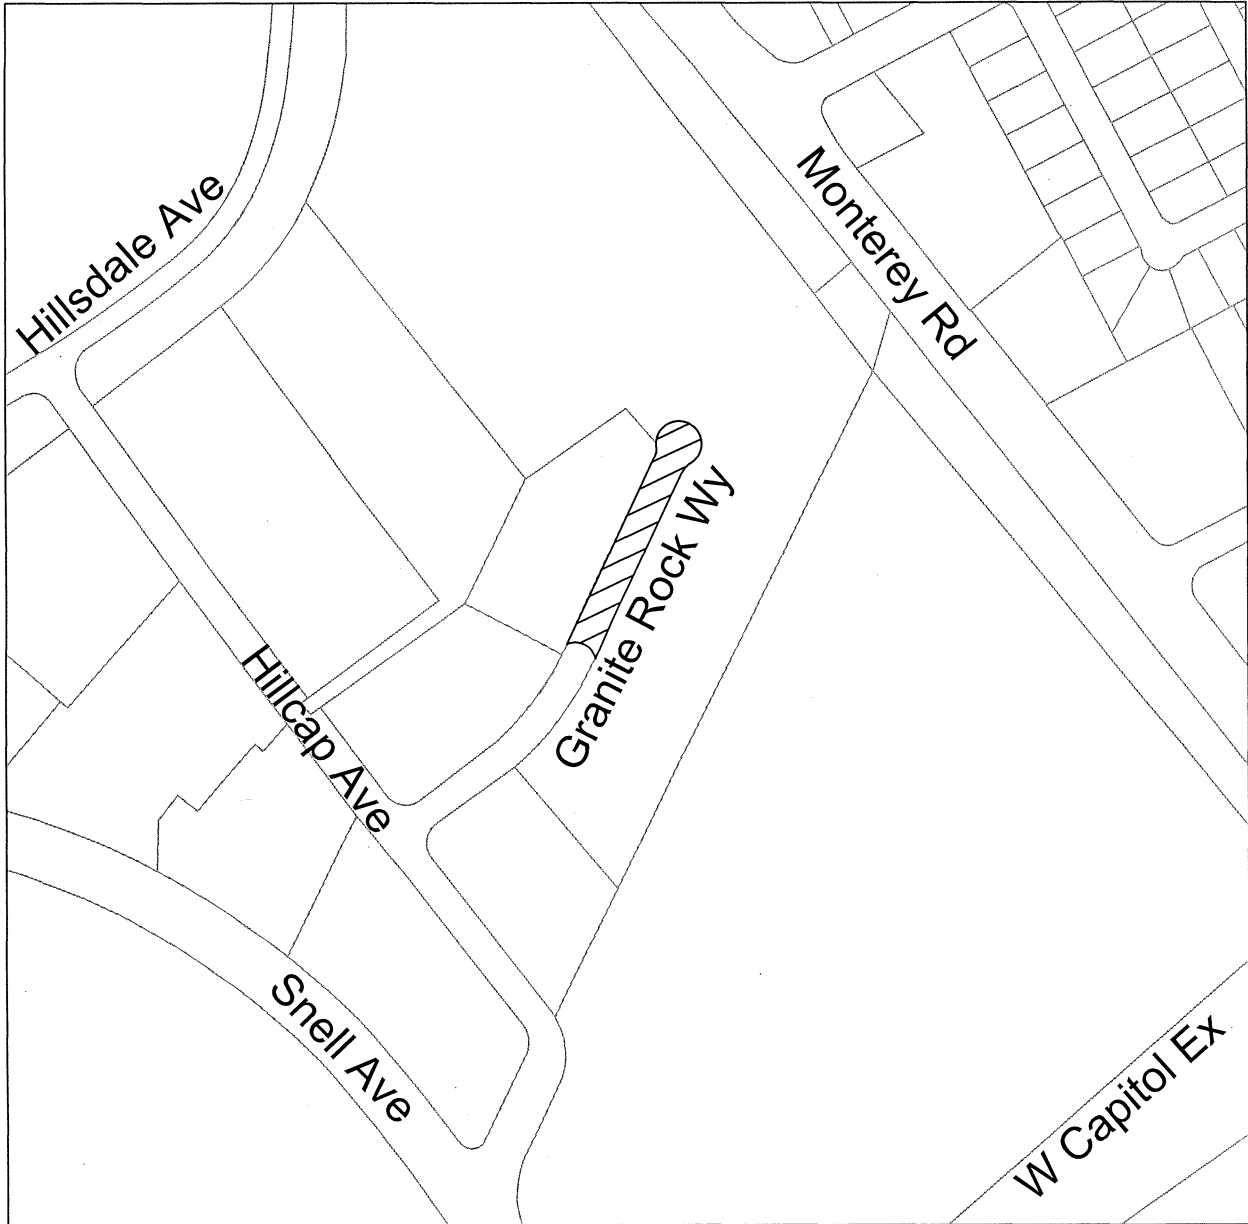 Hillsdale Ave
Monterey Rd
Granite Rock Wy
Hillcap Ave
Snell Ave
W Capitol Ex